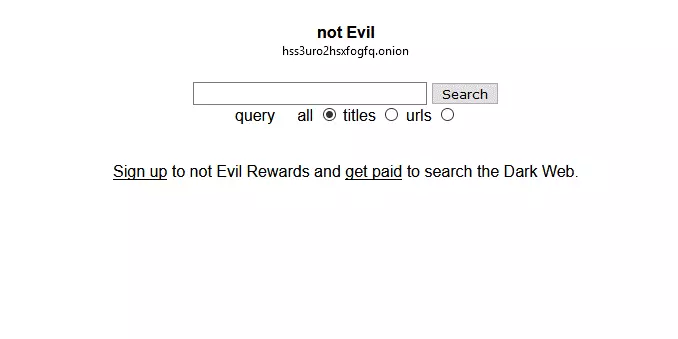 not Evil
hss3uro2hsxfogfq.onion
Search
query all titles urls
Sign up to not Evil Rewards and get paid to search the Dark Web.